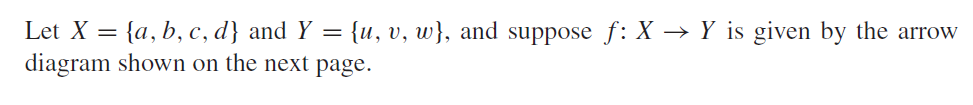 Let X = {a, b, c, d} and Y = {u, v, w}, and suppose f: X → Y is given by the arrow
diagram shown on the next page.